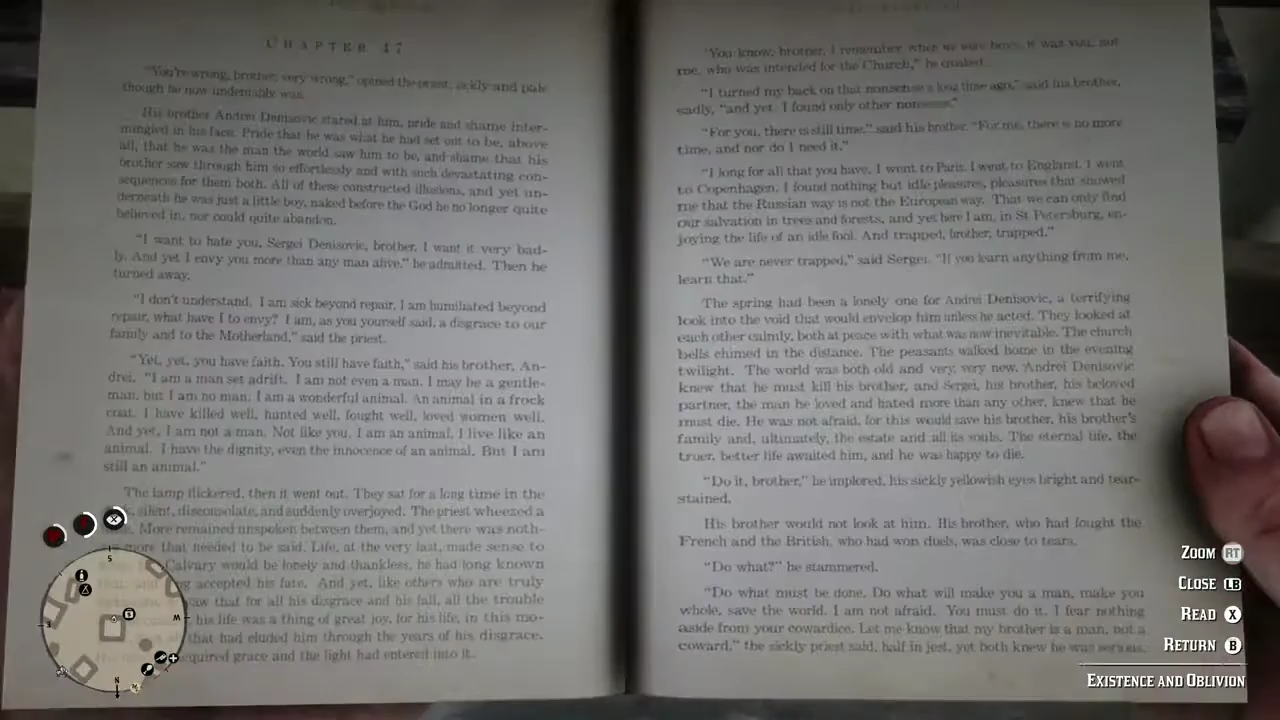 CHAPTER 47
"You're wrong, brother, very wrong," opined the priest, sickly and pale
though he now undeniably was.
His brother Andrei Denisovic stared at him, pride and shame inter-
mingled in his face. Pride that he was what he had set out to be, above
all, that he was the man the world saw him to be, and shame that his
brother saw through him so effortlessly and with such devastating con-
sequences for them both. All of these constructed illusions, and yet un-
derneath he was just a little boy, naked before the God he no longer quite
believed in, nor could quite abandon.
"I want to hate you, Sergei Denisovic, brother. I want it very bad-
ly. And yet I envy you more than any man alive," he admitted. Then he
turned away.
"I don't understand. I am sick beyond repair, I am humiliated beyond
repair, what have I to envy? I am, as you yourself said, a disgrace to our
family and to the Motherland," said the priest.
"Yet, yet, you have faith. You still have faith," said his brother, An-
drei. "I am a man set adrift. I am not even a man. I may be a gentle-
man, but I am no man. I am a wonderful animal. An animal in a frock
coat. I have killed well, hunted well, fought well, loved women well.
And yet, I am not a man. Not like you. I am an animal. I live like an
animal. I have the dignity, even the innocence of an animal. But I am
still an animal."
The lamp flickered, then it went out. They sat for a long time in the
silent, disconsolate, and suddenly overjoyed. The priest wheezed a
More remained unspoken between them, and yet there was noth-
more that needed to be said. Life, at the very last, made sense to
Calvary would be lonely and thankless, he had long known
accepted his fate. And yet, like others who are truly
saw that for all his disgrace and his fall, all the trouble
his life was a thing of great joy, for his life, in this mo-
that had eluded him through the years of his disgrace.
acquired grace and the light had entered into it.
"You know, brother, I remember when we were boys, it was you, not
me, who was intended for the Church," he croaked.
"I turned my back on that nonsense a long time ago," said his brother,
sadly, "and yet, I found only other nonsense."
"For you, there is still time," said his brother. "For me, there is no more
time, and nor do I need it."
"I long for all that you have. I went to Paris. I went to England. I went
to Copenhagen. I found nothing but idle pleasures, pleasures that showed
me that the Russian way is not the European way. That we can only find
our salvation in trees and forests, and yet here I am, in St Petersburg, en-
joying the life of an idle fool. And trapped, brother, trapped."
"We are never trapped," said Sergei. "If you learn anything from me,
learn that."
The spring had been a lonely one for Andrei Denisovic, a terrifying
look into the void that would envelop him unless he acted. They looked at
each other calmly, both at peace with what was now inevitable. The church
bells chimed in the distance. The peasants walked home in the evening
twilight. The world was both old and very, very new. Andrei Denisovic
knew that he must kill his brother, and Sergei, his brother, his beloved
partner, the man he loved and hated more than any other, knew that he
must die. He was not afraid, for this would save his brother, his brother's
family and, ultimately, the estate and all its souls. The eternal life, the
truer, better life awaited him, and he was happy to die.
"Do it, brother," he implored, his sickly yellowish eyes bright and tear-
stained.
His brother would not look at him. His brother, who had fought the
French and the British, who had won duels, was close to tears.
"Do what?" he stammered.
"Do what must be done. Do what will make you a man, make you
whole, save the world. I am not afraid. You must do it. I fear nothing
aside from your cowardice. Let me know that my brother is a man, not a
coward," the sickly priest said, half in jest, yet both knew he was serious.
S
W
N
ZOOM RT
CLOSE LB
READ X
RETURN B
EXISTENCE AND OBLIVION